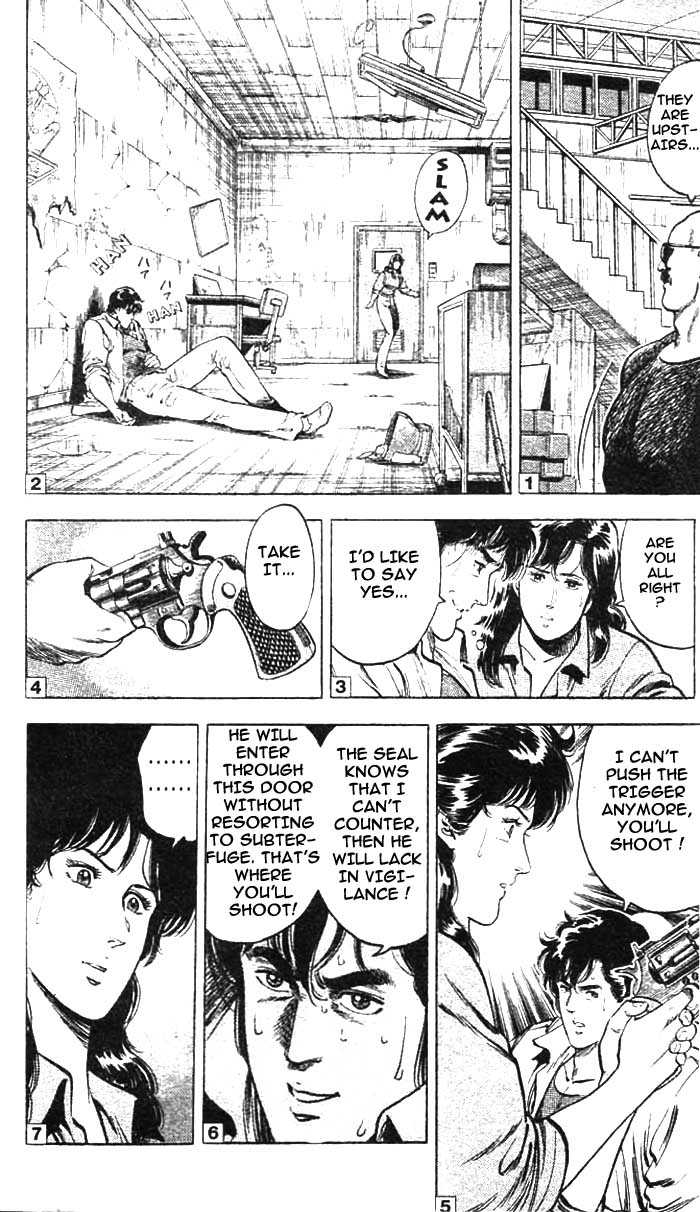 THEY
ARE
UPST-
AIRS...
1
SLAM
HAN
HAN
2
ARE
YOU
ALL
RIGHT
?
I'D LIKE
TO SAY
YES...
3
TAKE
IT...
4
I CAN'T
PUSH THE
TRIGGER
ANYMORE,
YOU'LL
SHOOT !
5
THE SEAL
KNOWS
THAT I
CAN'T
COUNTER,
THEN HE
WILL LACK
IN VIGI-
LANCE !
HE WILL
ENTER
THROUGH
THIS DOOR
WITHOUT
RESORTING
TO SUBTER-
FUGE. THAT'S
WHERE
YOU'LL
SHOOT!
6
......
......
7